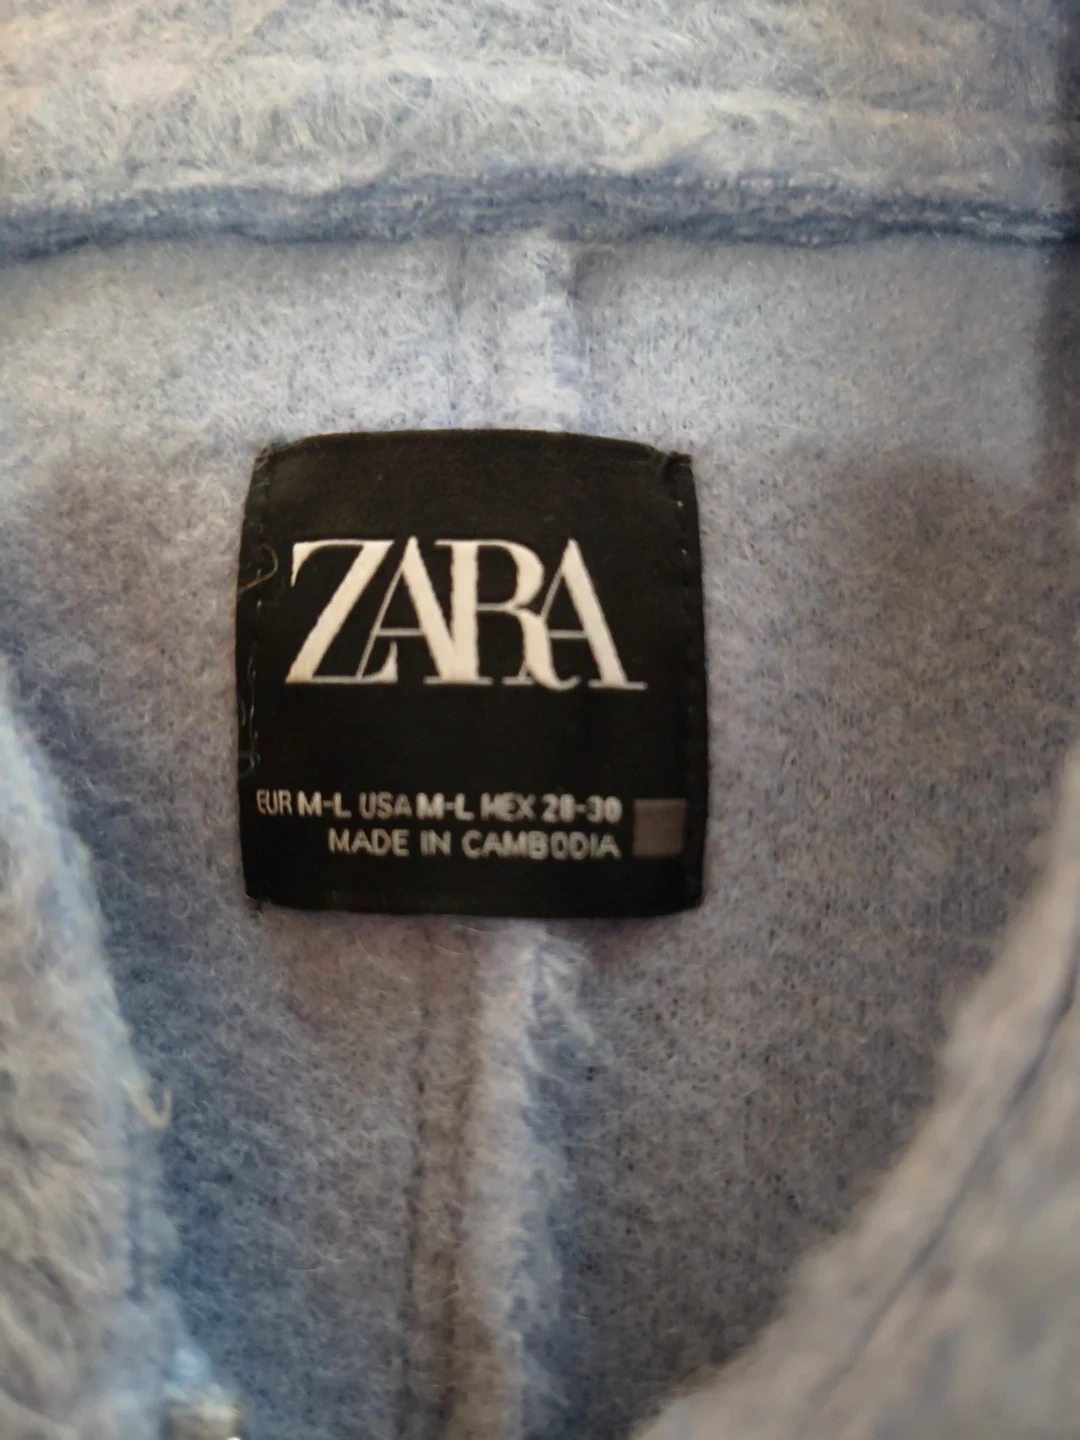 ZARA
EUR M-L USA M-L MEX 28-30
MADE IN CAMBODIA